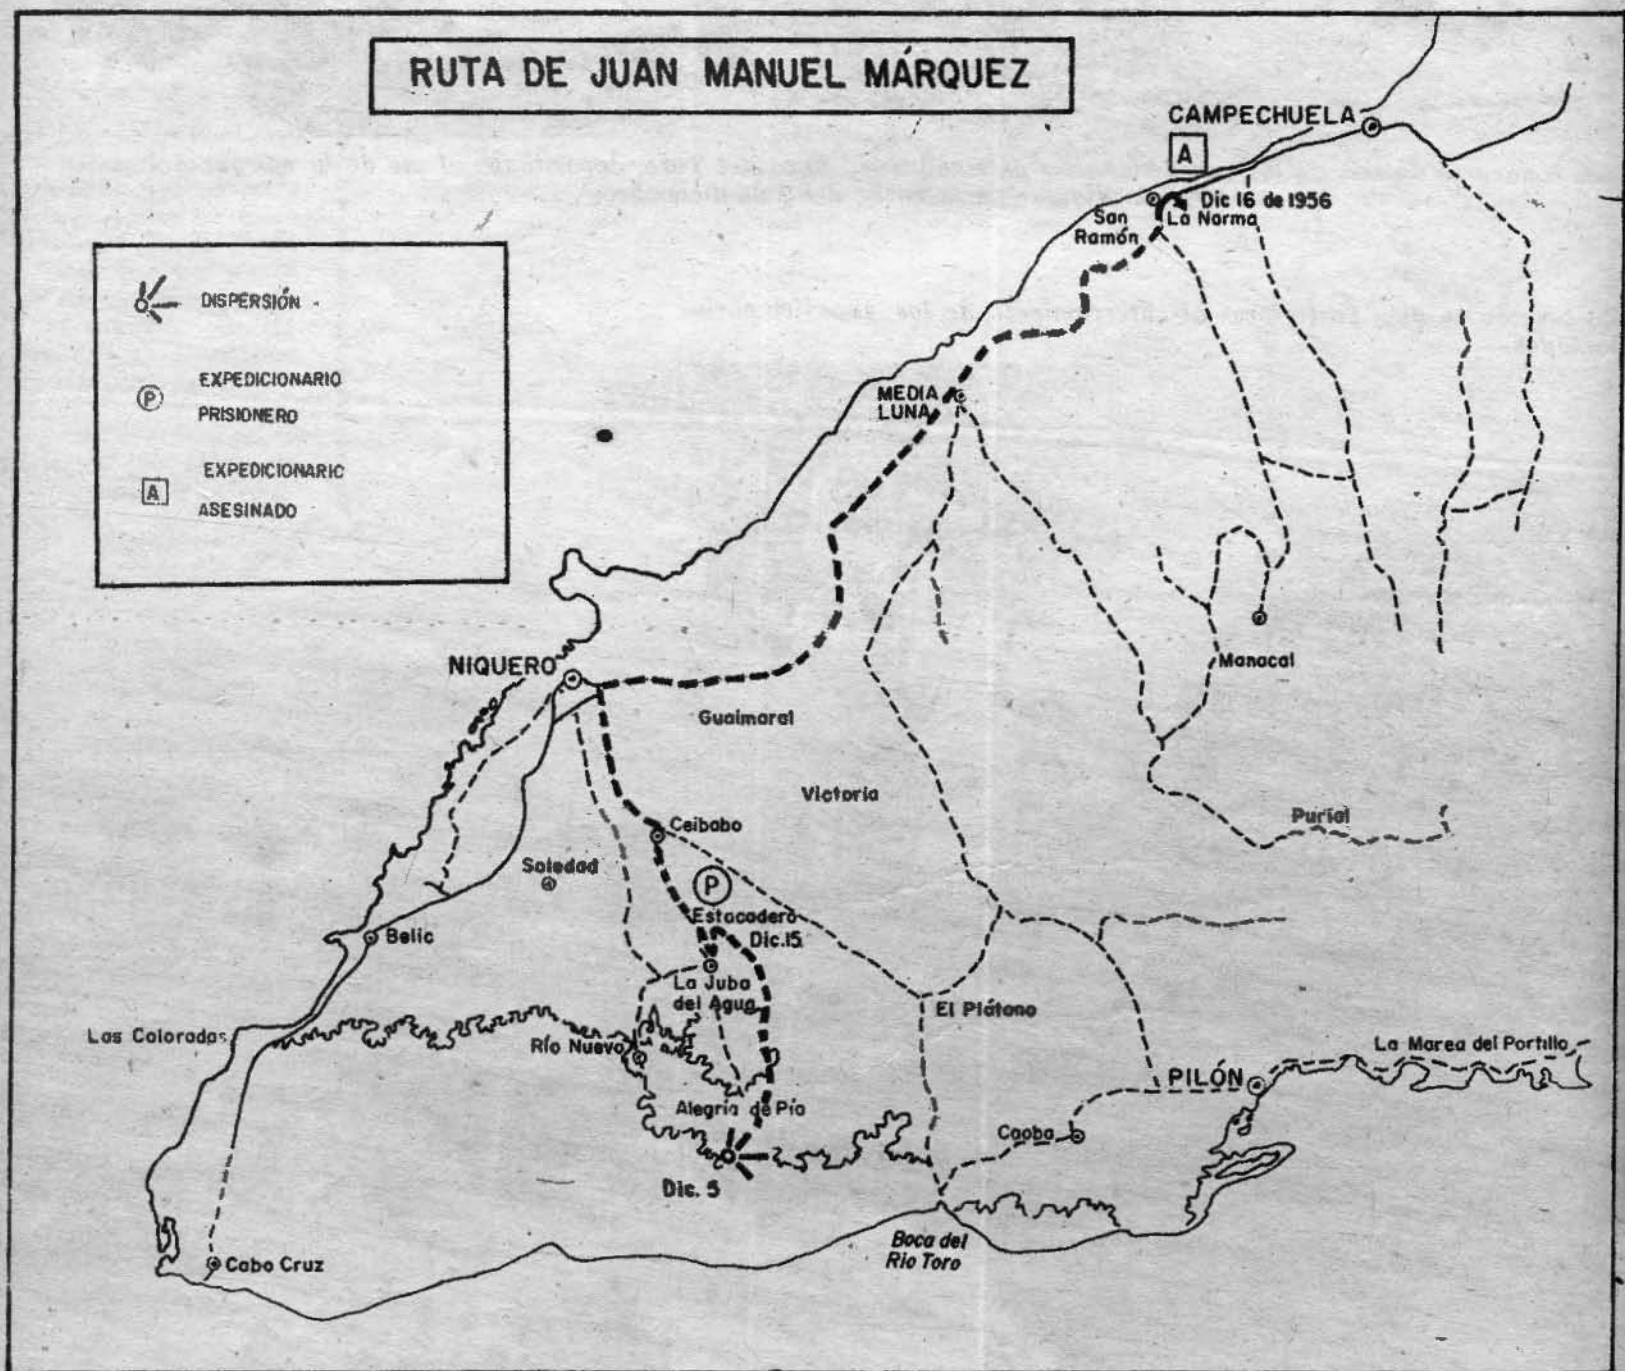 RUTA DE JUAN MANUEL MÁRQUEZ
CAMPECHUELA
A
Dic 16 de 1956
San
Ramón
La Norma
DISPERSIÓN
P
EXPEDICIONARIO
PRISIONERO
A
EXPEDICIONARIC
ASESINADO
MEDIA
LUNA
NIQUERO
Manacal
Guaimaral
Victoria
Purial
Ceibabo
Soledad
P
Estacadero
Dic.15
Belic
La Juba
del Agua
El Plátano
Las Coloradas
Río Nuevo
La Marea del Portillo
PILÓN
Alegría de Pío
Caoba
Dic. 5
Boca del
Rio Toro
Cabo Cruz